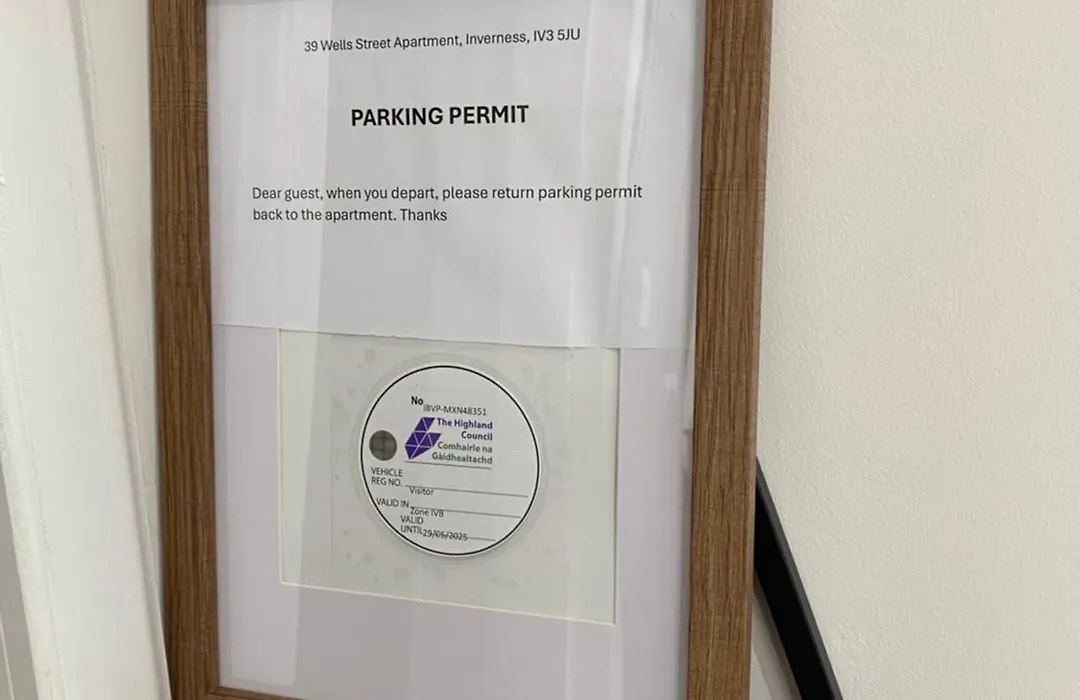 39 Wells Street Apartment, Inverness, IV3 5JU
PARKING PERMIT
Dear guest, when you depart, please return parking permit
back to the apartment. Thanks
No IBVP-MXN48351
The Highland
Council
Comhairle na
Gàidhealtachd
VEHICLE
REG NO. Visitor
VALID IN Zone IVB
VALID
UNTIL 29/05/2025